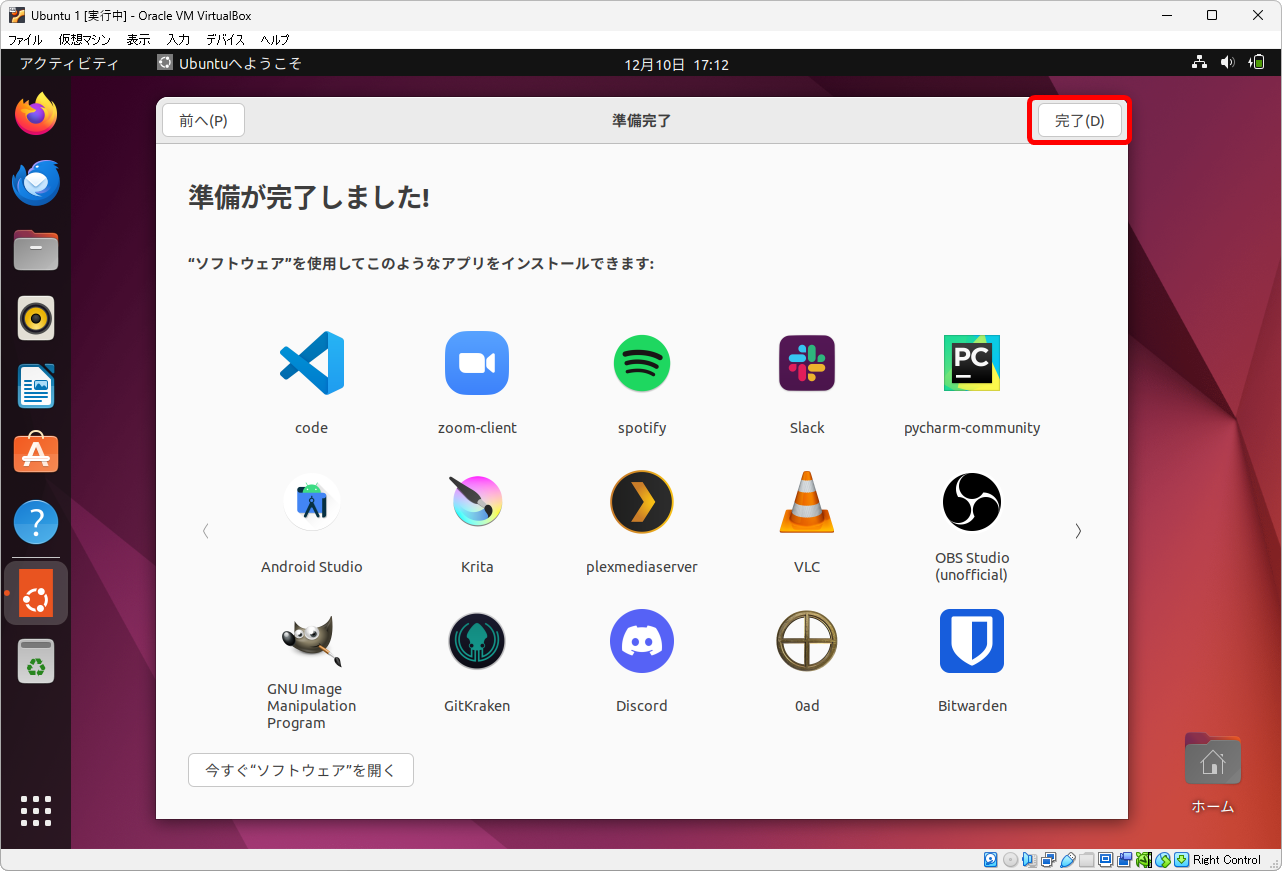 Ubuntu 1 [実行中] - Oracle VM VirtualBox
ファイル 仮想マシン 表示 入力 デバイス ヘルプ
アクティビティ Ubuntuへようこそ 12月10日 17:12
前へ(P) 準備完了 完了(D)
準備が完了しました!
“ソフトウェア”を使用してこのようなアプリをインストールできます:
code zoom-client spotify Slack pycharm-community
PC
Android Studio Krita plexmediaserver VLC OBS Studio
(unofficial)
GNU Image
Manipulation
Program
GitKraken Discord 0ad Bitwarden
今すぐ“ソフトウェア”を開く
ホーム
Right Control